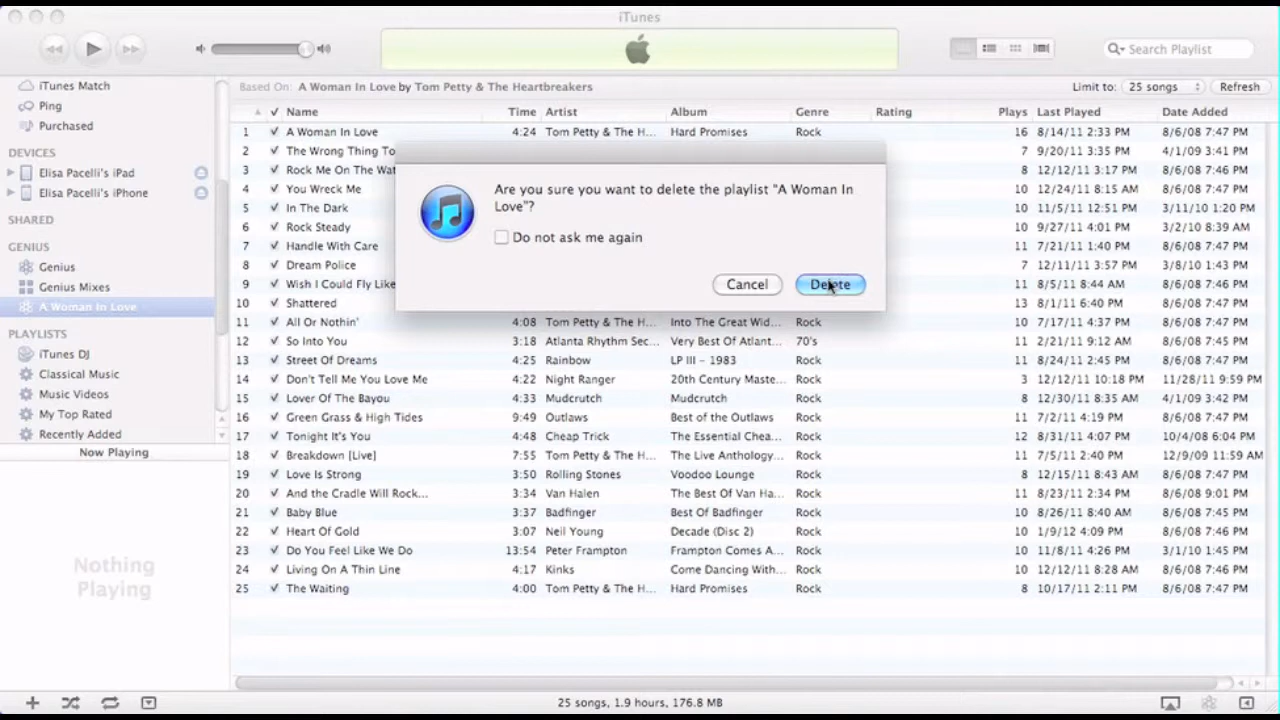 iTunes
Search Playlist
iTunes Match
Ping
Purchased
DEVICES
Elisa Pacelli's iPad
Elisa Pacelli's iPhone
SHARED
GENIUS
Genius
Genius Mixes
A Woman In Love
PLAYLISTS
iTunes DJ
Classical Music
Music Videos
My Top Rated
Recently Added
Now Playing
Nothing
Playing
Based On: A Woman In Love by Tom Petty & The Heartbreakers Limit to: 25 songs Refresh
✓ Name Time Artist Album Genre Rating Plays Last Played Date Added
1 ✓ A Woman In Love 4:24 Tom Petty & The H... Hard Promises Rock 16 8/14/11 2:33 PM 8/6/08 7:47 PM
2 ✓ The Wrong Thing To 7 9/20/11 3:35 PM 4/1/09 3:41 PM
3 ✓ Rock Me On The Wat 8 12/12/11 3:17 PM 8/6/08 7:46 PM
4 ✓ You Wreck Me 10 12/24/11 8:15 AM 8/6/08 7:47 PM
5 ✓ In The Dark 10 11/5/11 12:51 PM 3/11/10 1:20 PM
6 ✓ Rock Steady 10 9/27/11 4:01 PM 3/2/10 8:39 AM
7 ✓ Handle With Care 11 7/21/11 1:40 PM 8/6/08 7:47 PM
8 ✓ Dream Police 7 12/11/11 3:57 PM 3/8/10 1:43 PM
9 ✓ Wish I Could Fly Like 11 8/5/11 8:44 AM 8/6/08 7:46 PM
10 ✓ Shattered 13 8/1/11 6:40 PM 8/6/08 7:47 PM
11 ✓ All Or Nothin' 4:08 Tom Petty & The H... Into The Great Wid... Rock 10 7/17/11 4:37 PM 8/6/08 7:47 PM
12 ✓ So Into You 3:18 Atlanta Rhythm Sec... Very Best Of Atlant... 70's 11 2/21/11 9:12 AM 8/6/08 7:45 PM
13 ✓ Street Of Dreams 4:25 Rainbow LP III - 1983 Rock 11 8/24/11 2:45 PM 8/6/08 7:47 PM
14 ✓ Don't Tell Me You Love Me 4:22 Night Ranger 20th Century Maste... Rock 3 12/12/11 10:18 PM 11/28/11 9:59 PM
15 ✓ Lover Of The Bayou 4:33 Mudcrutch Mudcrutch Rock 8 12/30/11 8:35 AM 4/1/09 3:42 PM
16 ✓ Green Grass & High Tides 9:49 Outlaws Best of the Outlaws Rock 11 7/2/11 4:19 PM 8/6/08 7:47 PM
17 ✓ Tonight It's You 4:48 Cheap Trick The Essential Chea... Rock 12 8/31/11 4:07 PM 10/4/08 6:04 PM
18 ✓ Breakdown [Live] 7:55 Tom Petty & The H... The Live Anthology... Rock 11 7/5/11 2:40 PM 12/9/09 11:59 AM
19 ✓ Love Is Strong 3:50 Rolling Stones Voodoo Lounge Rock 8 12/15/11 8:43 AM 8/6/08 7:47 PM
20 ✓ And the Cradle Will Rock... 3:34 Van Halen The Best Of Van Ha... Rock 11 8/23/11 2:34 PM 8/6/08 9:01 PM
21 ✓ Baby Blue 3:37 Badfinger Best Of Badfinger Rock 11 8/26/11 8:40 AM 8/6/08 7:45 PM
22 ✓ Heart Of Gold 3:07 Neil Young Decade (Disc 2) Rock 10 1/9/12 4:09 PM 8/6/08 7:46 PM
23 ✓ Do You Feel Like We Do 13:54 Peter Frampton Frampton Comes A... Rock 10 11/8/11 4:26 PM 3/1/10 1:45 PM
24 ✓ Living On A Thin Line 4:17 Kinks Come Dancing With... Rock 10 12/12/11 8:28 AM 8/6/08 7:46 PM
25 ✓ The Waiting 4:00 Tom Petty & The H... Hard Promises Rock 8 10/17/11 2:11 PM 8/6/08 7:47 PM
Are you sure you want to delete the playlist "A Woman In
Love"?
Do not ask me again
Cancel Delete
25 songs, 1.9 hours, 176.8 MB